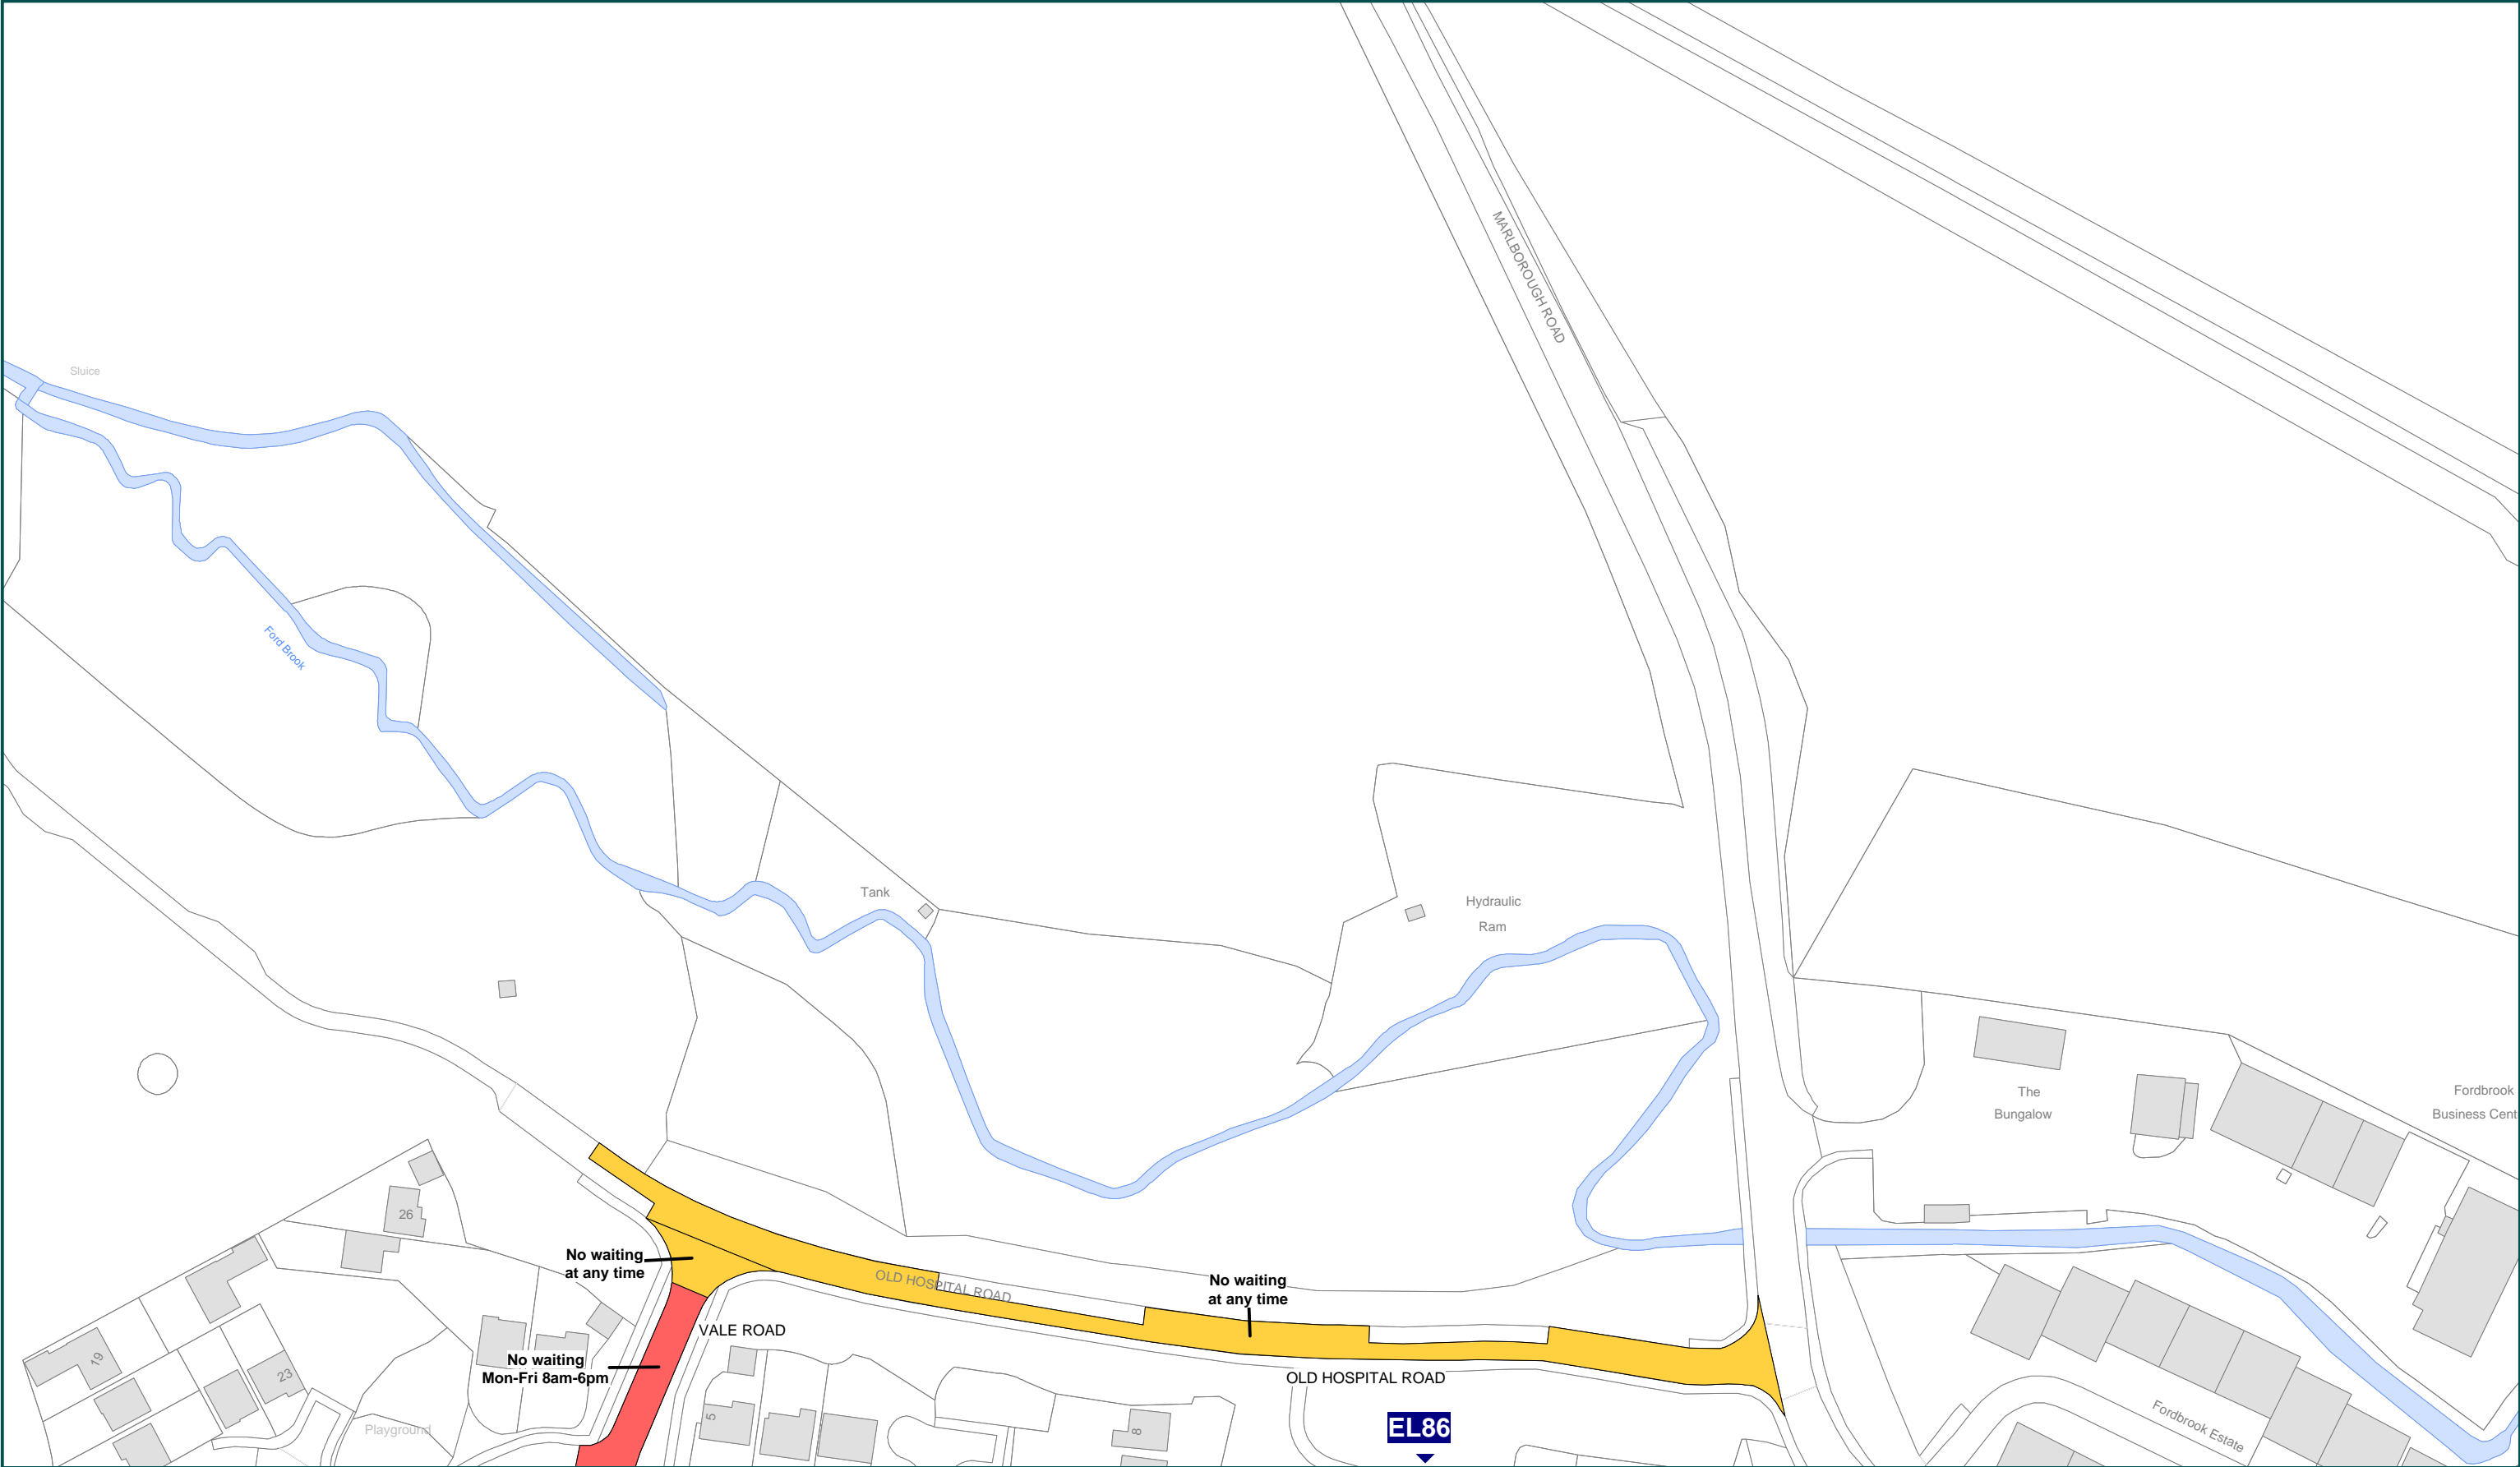 MARLBOROUGH ROAD
Sluice
Ford Brook
Tank
Hydraulic
Ram
The
Bungalow
Fordbrook
Business Cent
26
No waiting
at any time
OLD HOSPITAL ROAD
No waiting
at any time
VALE ROAD
No waiting
Mon-Fri 8am-6pm
OLD HOSPITAL ROAD
19
23
5
8
Playground
EL86
Fordbrook Estate